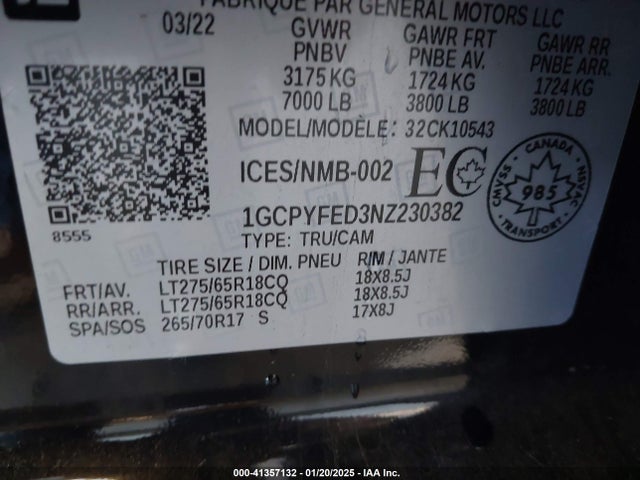 FABRIQUÉ PAR GENERAL MOTORS LLC
03/22
GVWR GAWR FRT GAWR RR
PNBV PNBE AV. PNBE ARR.
3175 KG 1724 KG 1724 KG
7000 LB 3800 LB 3800 LB
MODEL/MODÈLE: 32CK10543
ICES/NMB-002 EC
CANADA
CMVSS 985 NSVAC
TRANSPORT
8555
1GCPYFED3NZ230382
TYPE: TRU/CAM
TIRE SIZE / DIM. PNEU RIM / JANTE
FRT/AV. LT275/65R18CQ 18X8.5J
RR/ARR. LT275/65R18CQ 18X8.5J
SPA/SOS 265/70R17 S 17X8J
000-41357132 — 01/20/2025 — IAA Inc.